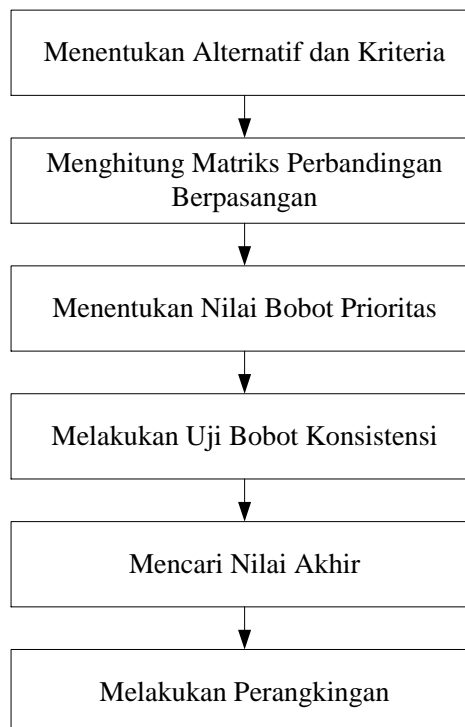 Menentukan Alternatif dan Kriteria
Menghitung Matriks Perbandingan
Berpasangan
Menentukan Nilai Bobot Prioritas
Melakukan Uji Bobot Konsistensi
Mencari Nilai Akhir
Melakukan Perangkingan